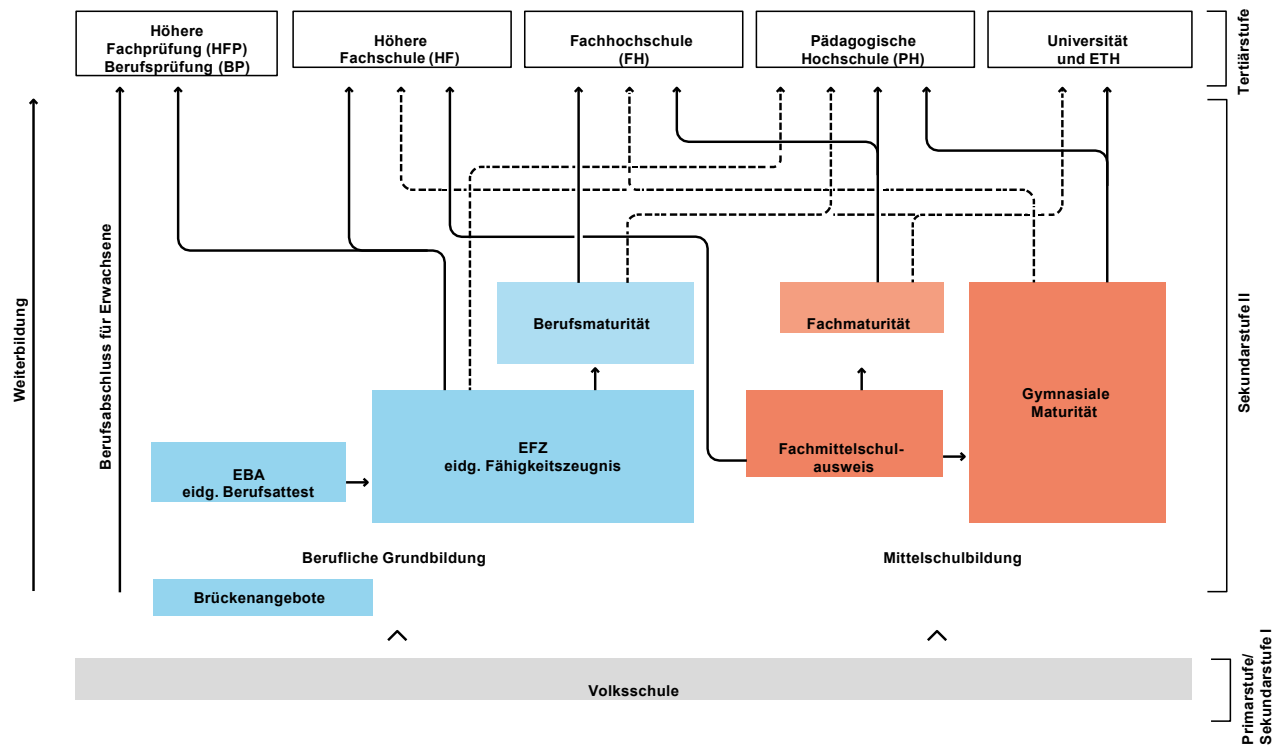 Höhere
Fachprüfung (HFP)
Berufsprüfung (BP)
Höhere
Fachschule (HF)
Fachhochschule
(FH)
Pädagogische
Hochschule (PH)
Universität
und ETH
Tertiärstufe
Weiterbildung
Berufsabschluss für Erwachsene
Berufsmaturität
Fachmaturität
Gymnasiale
Maturität
Sekundarstufe II
EFZ
eidg. Fähigkeitszeugnis
Fachmittelschul-
ausweis
EBA
eidg. Berufsattest
Berufliche Grundbildung
Mittelschulbildung
Brückenangebote
Volksschule
Primarstufe/
Sekundarstufe I